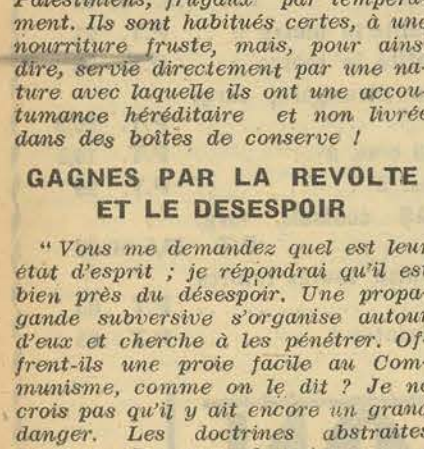 Palestiniens, frugaux par tempéra-
ment. Ils sont habitués certes, à une
nourriture fruste, mais, pour ains
dire, servie directement par une na-
ture avec laquelle ils ont une accou-
tumance héréditaire et non livrée
dans des boîtes de conserve !
GAGNES PAR LA REVOLTE
ET LE DESESPOIR
“ Vous me demandez quel est leur
état d'esprit ; je répondrai qu'il est
bien près du désespoir. Une propa-
gande subversive s'organise autour
d'eux et cherche à les pénétrer. Of-
frent-ils une proie facile au Com-
munisme, comme on le dit ? Je ne
crois pas qu'il y ait encore un grand
danger. Les doctrines abstraites